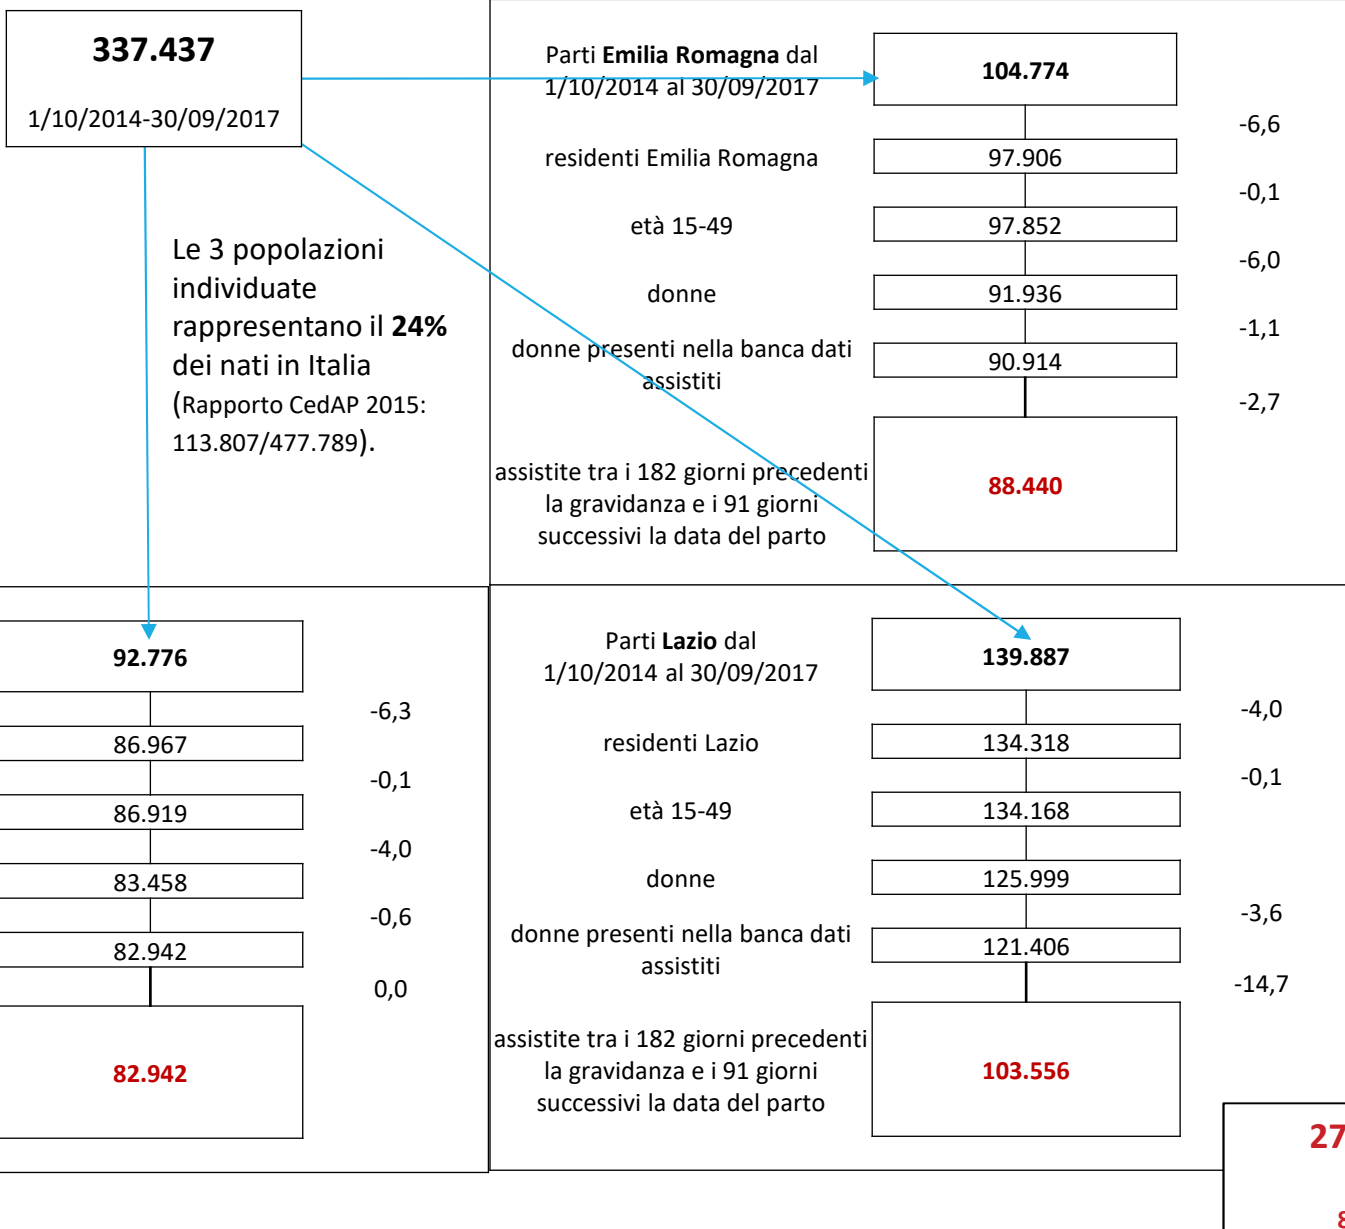 337.437
1/10/2014-30/09/2017
Le 3 popolazioni
individuate
rappresentano il 24%
dei nati in Italia
(Rapporto CedAP 2015:
113.807/477.789).
Parti Emilia Romagna dal
1/10/2014 al 30/09/2017
104.774
-6,6
residenti Emilia Romagna
97.906
-0,1
età 15-49
97.852
-6,0
donne
91.936
-1,1
donne presenti nella banca dati
assistiti
90.914
-2,7
assistite tra i 182 giorni precedenti
la gravidanza e i 91 giorni
successivi la data del parto
88.440
92.776
-6,3
86.967
-0,1
86.919
-4,0
83.458
-0,6
82.942
0,0
82.942
Parti Lazio dal
1/10/2014 al 30/09/2017
139.887
-4,0
residenti Lazio
134.318
-0,1
età 15-49
134.168
donne
125.999
-3,6
donne presenti nella banca dati
assistiti
121.406
-14,7
assistite tra i 182 giorni precedenti
la gravidanza e i 91 giorni
successivi la data del parto
103.556
27